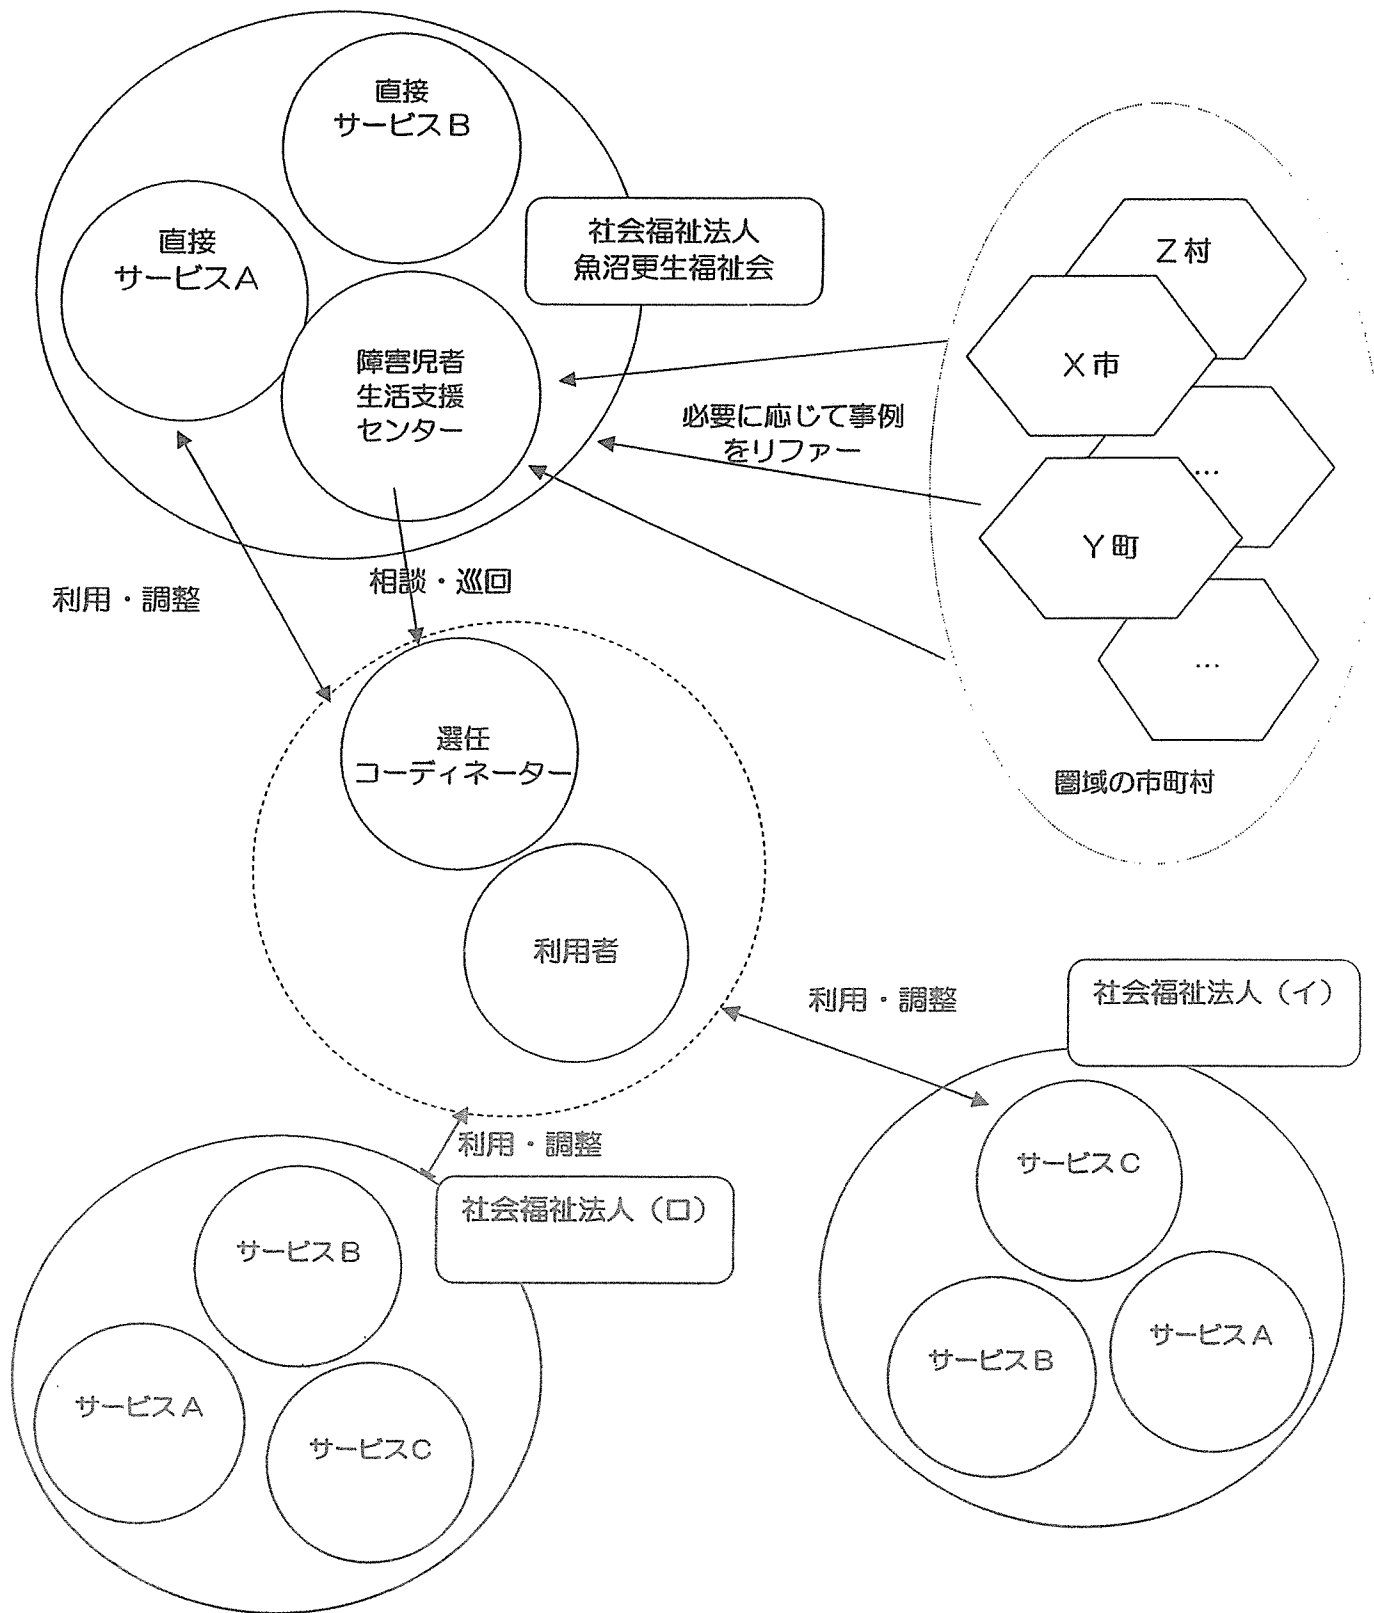 直接
サービスB
直接
サービスA
社会福祉法人
魚沼更生福祉会
障害児者
生活支援
センター
必要に応じて事例
をリファー
Z村
X市
…
Y町
…
圏域の市町村
利用・調整
相談・巡回
選任
コーディネーター
利用者
利用・調整
社会福祉法人（イ）
サービスC
サービスB
サービスA
利用・調整
社会福祉法人（ロ）
サービスB
サービスA
サービスC